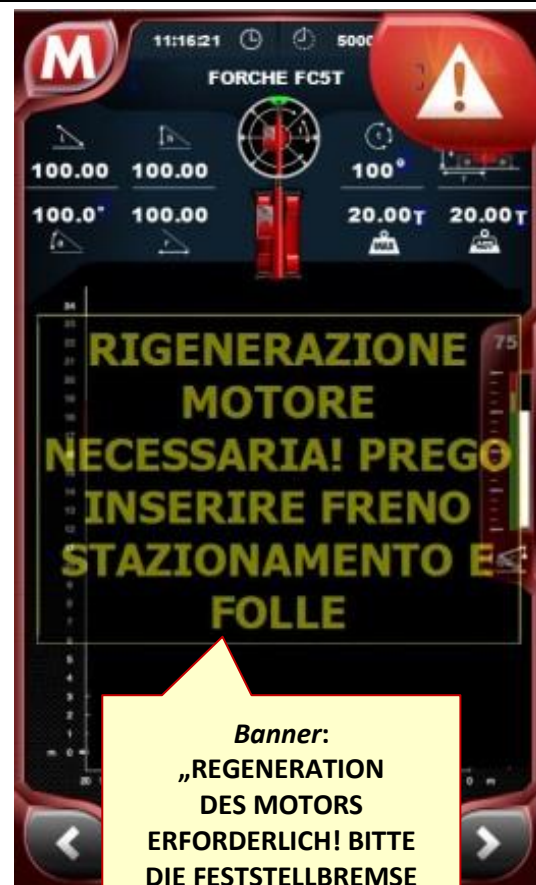 M
11:16:21
FORCHE FC5T
100.00 100.00 100°
100.0° 100.00 20.00T 20.00T
75
RIGENERAZIONE
MOTORE
NECESSARIA! PREGO
INSERIRE FRENO
STAZIONAMENTO E
FOLLE
Banner:
„REGENERATION
DES MOTORS
ERFORDERLICH! BITTE
DIE FESTSTELLBREMSE